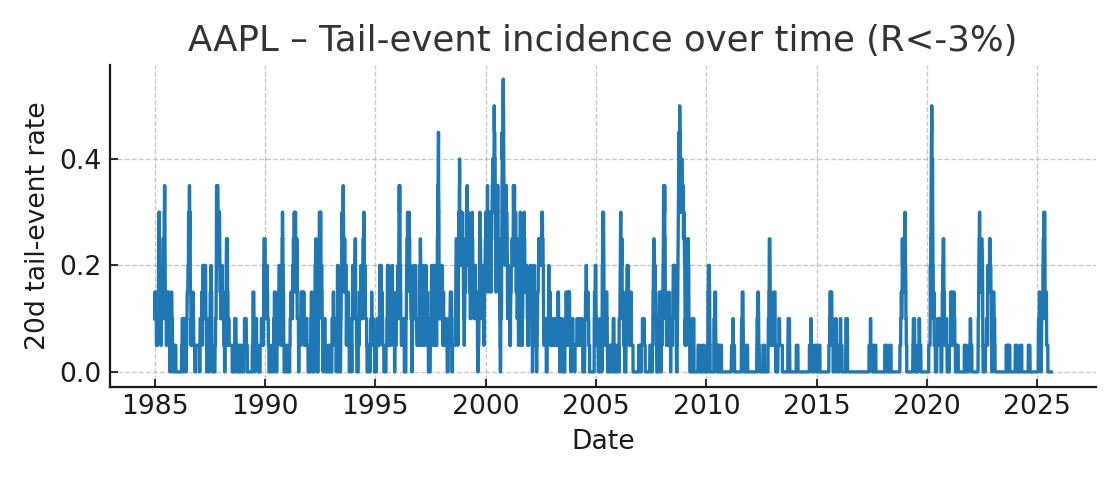 AAPL – Tail-event incidence over time (R<-3%)
20d tail-event rate
0.4
0.2
0.0
1985 1990 1995 2000 2005 2010 2015 2020 2025
Date